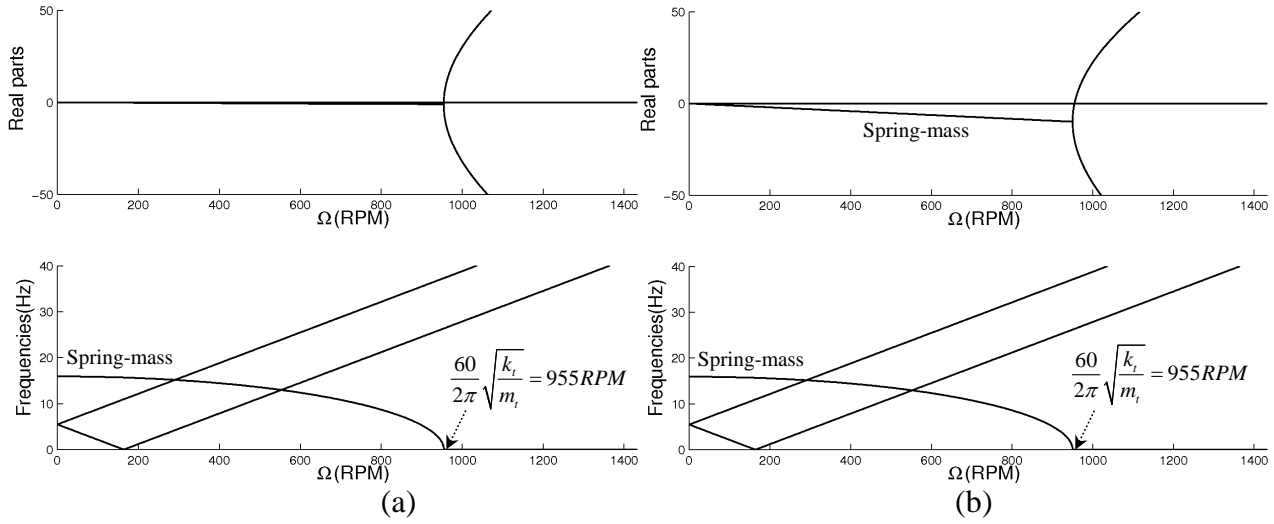 50
Real parts
0
−50
0 200 400 600 800 1000 1200 1400
Ω(RPM)
50
Real parts
0
Spring-mass
−50
0 200 400 600 800 1000 1200 1400
Ω(RPM)
40
Frequencies(Hz)
30
20
10
0
Spring-mass
60/2π √(k_t/m_t) = 955RPM
0 200 400 600 800 1000 1200 1400
Ω(RPM)
(a)
40
Frequencies(Hz)
30
20
10
0
Spring-mass
60/2π √(k_t/m_t) = 955RPM
0 200 400 600 800 1000 1200 1400
Ω(RPM)
(b)